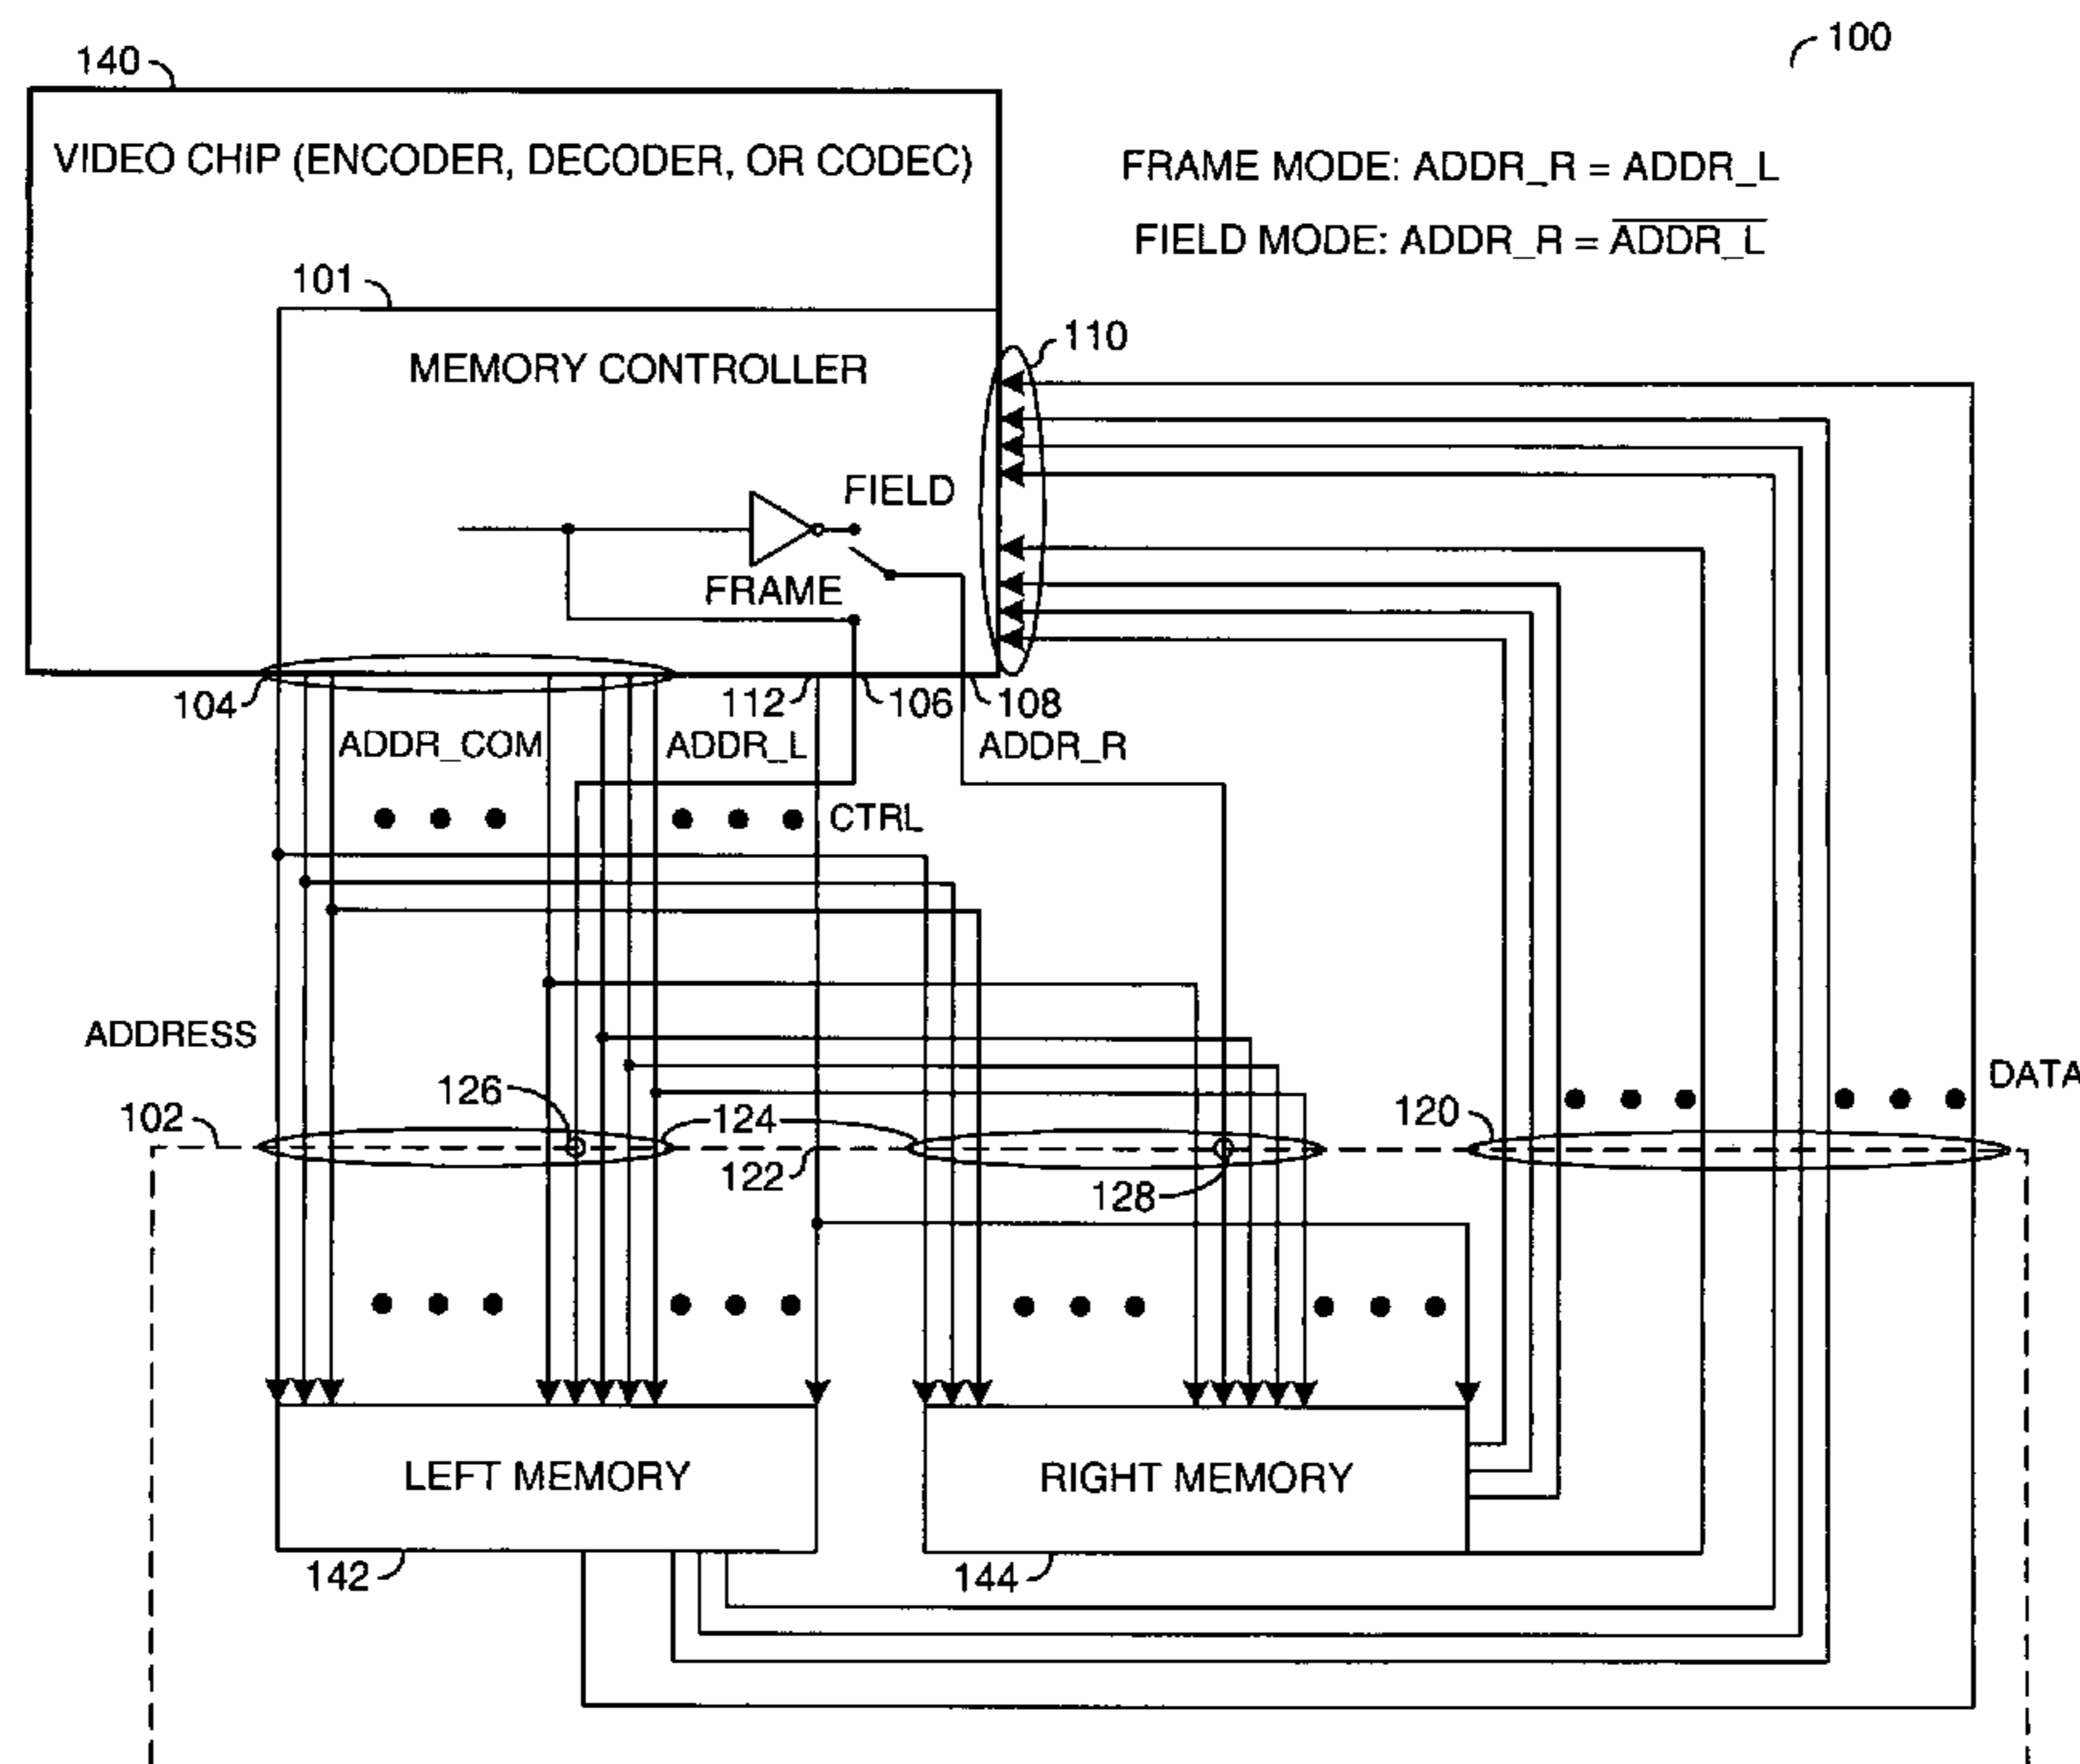 100
140
VIDEO CHIP (ENCODER, DECODER, OR CODEC)
FRAME MODE: ADDR_R = ADDR_L
FIELD MODE: ADDR_R = A̅D̅D̅R̅_̅L̅
101
MEMORY CONTROLLER
110
FIELD
FRAME
104
112
106
108
ADDR_COM
ADDR_L
ADDR_R
CTRL
ADDRESS
DATA
102
126
124
122
128
120
LEFT MEMORY
RIGHT MEMORY
142
144